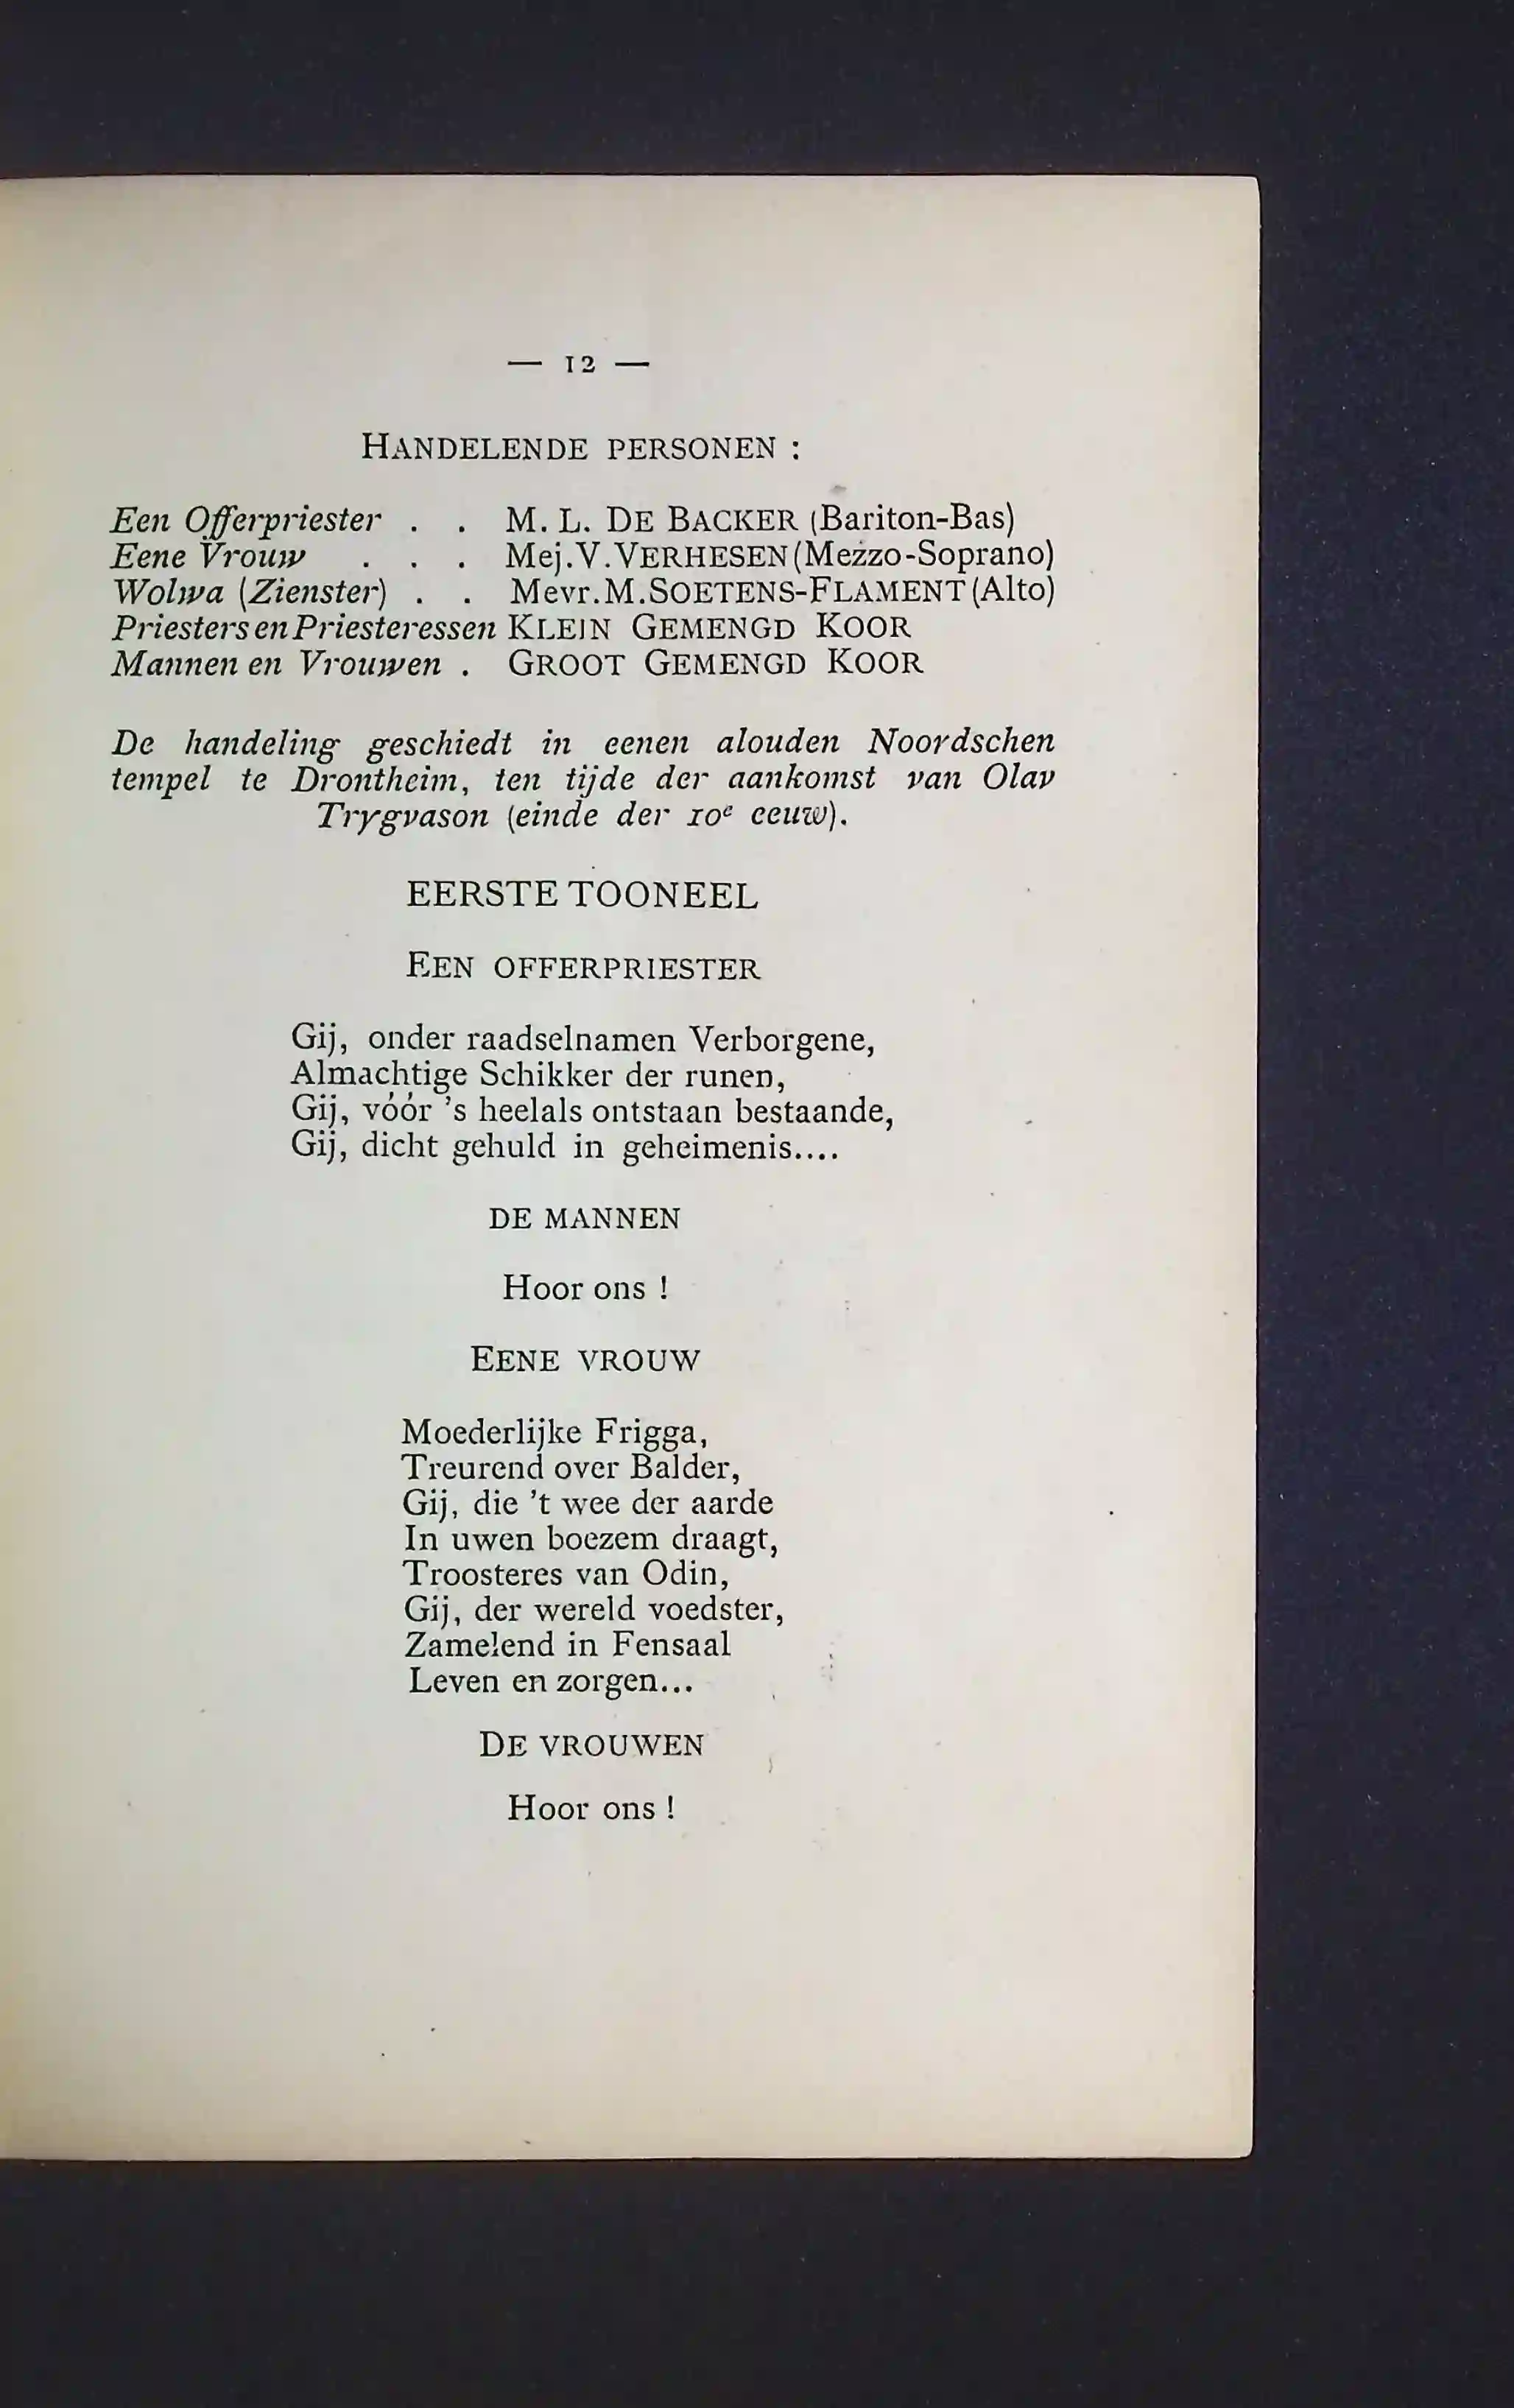 — 12 —
HANDELENDE PERSONEN :
Een Offerpriester . . M. L. DE BACKER (Bariton-Bas)
Eene Vrouw . . . Mej. V. VERHESEN (Mezzo-Soprano)
Wolwa (Zienster) . . Mevr. M. SOETENS-FLAMENT (Alto)
Priesters en Priesteressen KLEIN GEMENGD KOOR
Mannen en Vrouwen . GROOT GEMENGD KOOR
De handeling geschiedt in eenen alouden Noordschen
tempel te Drontheim, ten tijde der aankomst van Olav
Trygvason (einde der 10e eeuw).
EERSTE TOONEEL
EEN OFFERPRIESTER
Gij, onder raadselnamen Verborgene,
Almachtige Schikker der runen,
Gij, vóór 's heelals ontstaan bestaande,
Gij, dicht gehuld in geheimenis....
DE MANNEN
Hoor ons !
EENE VROUW
Moederlijke Frigga,
Treurend over Balder,
Gij, die 't wee der aarde
In uwen boezem draagt,
Troosteres van Odin,
Gij, der wereld voedster,
Zamelend in Fensaal
Leven en zorgen...
DE VROUWEN
Hoor ons !